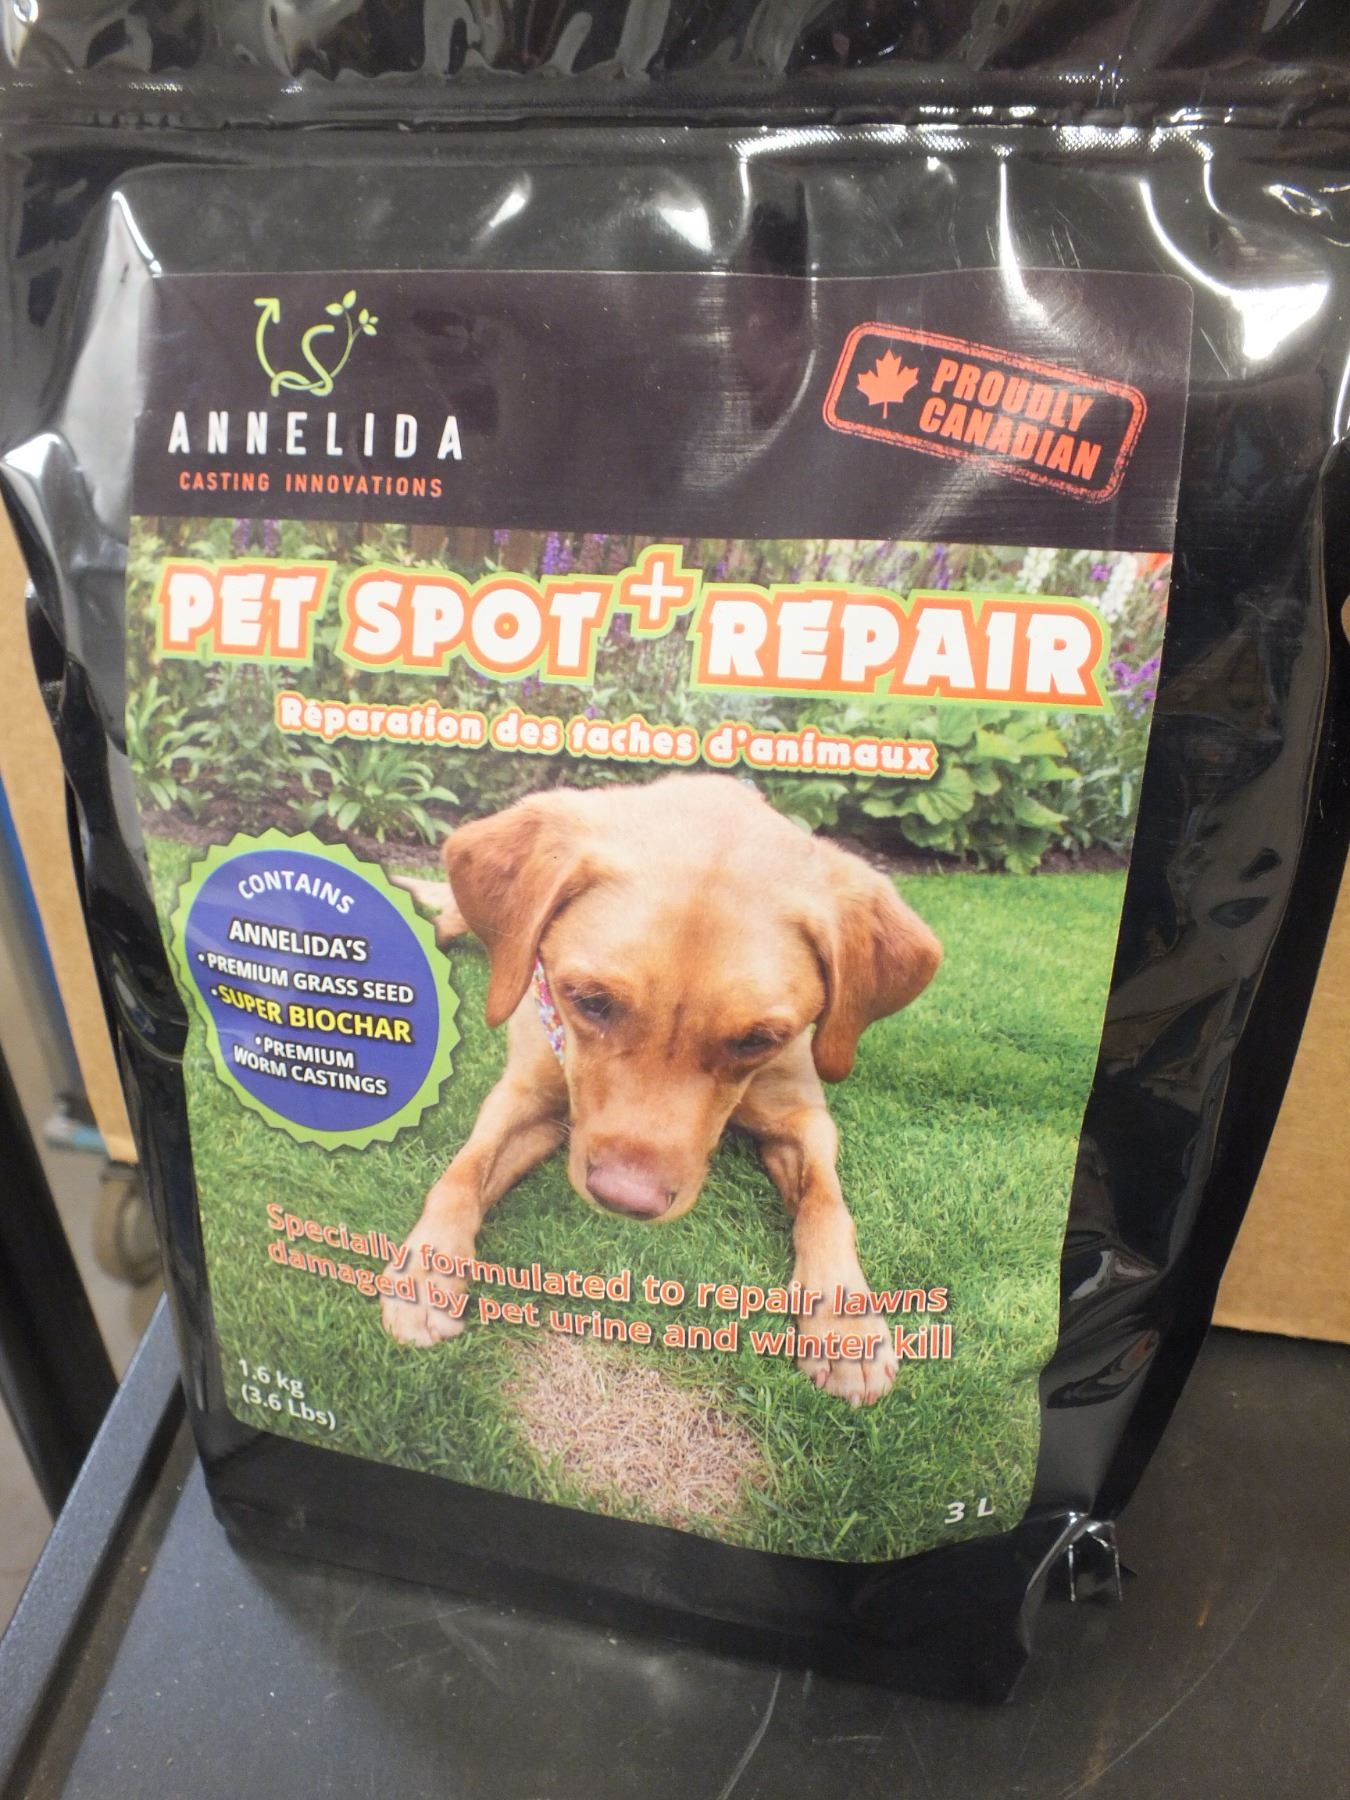 ANNELIDA
CASTING INNOVATIONS
PROUDLY
CANADIAN
PET SPOT+ REPAIR
Réparation des taches d'animaux
CONTAINS
ANNELIDA'S
• PREMIUM GRASS SEED
• SUPER BIOCHAR
• PREMIUM
WORM CASTINGS
Specially formulated to repair lawns
damaged by pet urine and winter kill
1.6 kg
(3.6 Lbs)
3 L